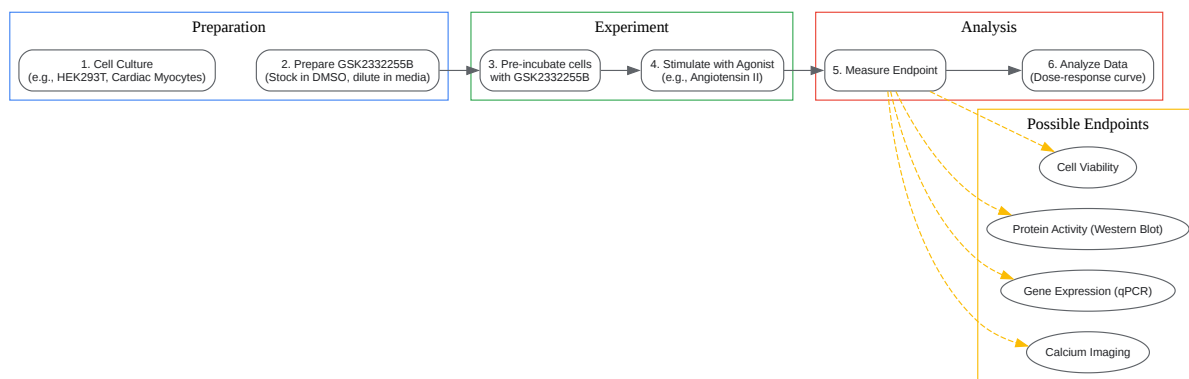 Preparation
1. Cell Culture
(e.g., HEK293T, Cardiac Myocytes)
2. Prepare GSK2332255B
(Stock in DMSO, dilute in media)
Experiment
3. Pre-incubate cells
with GSK2332255B
4. Stimulate with Agonist
(e.g., Angiotensin II)
Analysis
5. Measure Endpoint
6. Analyze Data
(Dose-response curve)
Possible Endpoints
Cell Viability
Protein Activity (Western Blot)
Gene Expression (qPCR)
Calcium Imaging